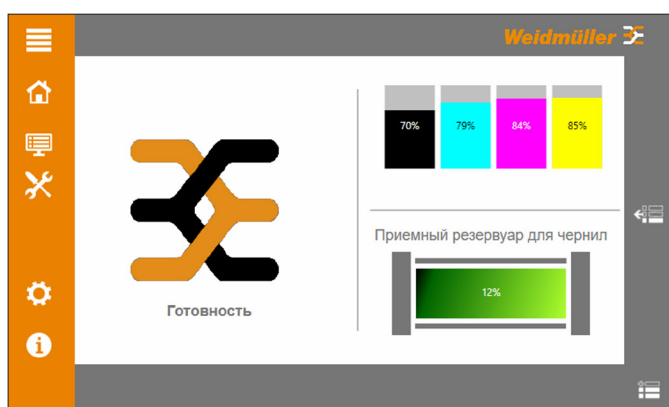 Weidmüller
70%
79%
84%
85%
Приемный резервуар для чернил
12%
Готовность